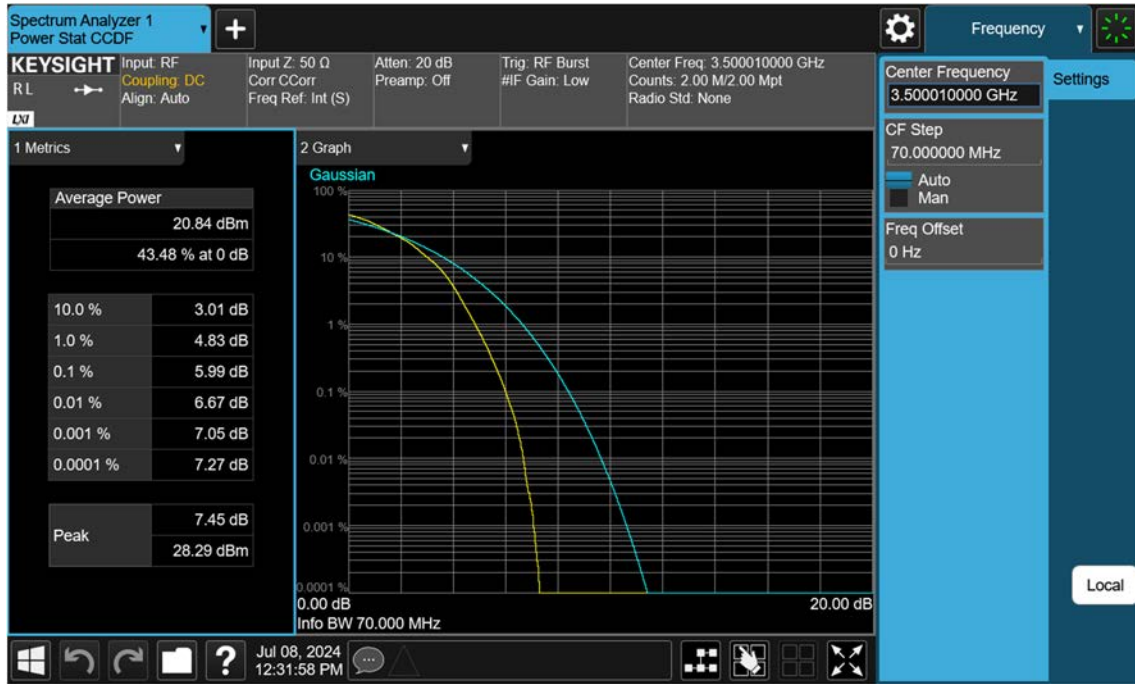 Spectrum Analyzer 1
Power Stat CCDF
+
Frequency
KEYSIGHT
RL
LXI
Input: RF
Coupling: DC
Align: Auto
Input Z: 50 Ω
Corr CCorr
Freq Ref: Int (S)
Atten: 20 dB
Preamp: Off
Trig: RF Burst
#IF Gain: Low
Center Freq: 3.500010000 GHz
Counts: 2.00 M/2.00 Mpt
Radio Std: None
Center Frequency
3.500010000 GHz
Settings
CF Step
70.000000 MHz
Auto
Man
Freq Offset
0 Hz
Local
1 Metrics
Average Power
20.84 dBm
43.48 % at 0 dB
10.0 % 3.01 dB
1.0 % 4.83 dB
0.1 % 5.99 dB
0.01 % 6.67 dB
0.001 % 7.05 dB
0.0001 % 7.27 dB
Peak
7.45 dB
28.29 dBm
2 Graph
Gaussian
100 %
10 %
1 %
0.1 %
0.01 %
0.001 %
0.0001 %
0.00 dB
20.00 dB
Info BW 70.000 MHz
?
Jul 08, 2024
12:31:58 PM